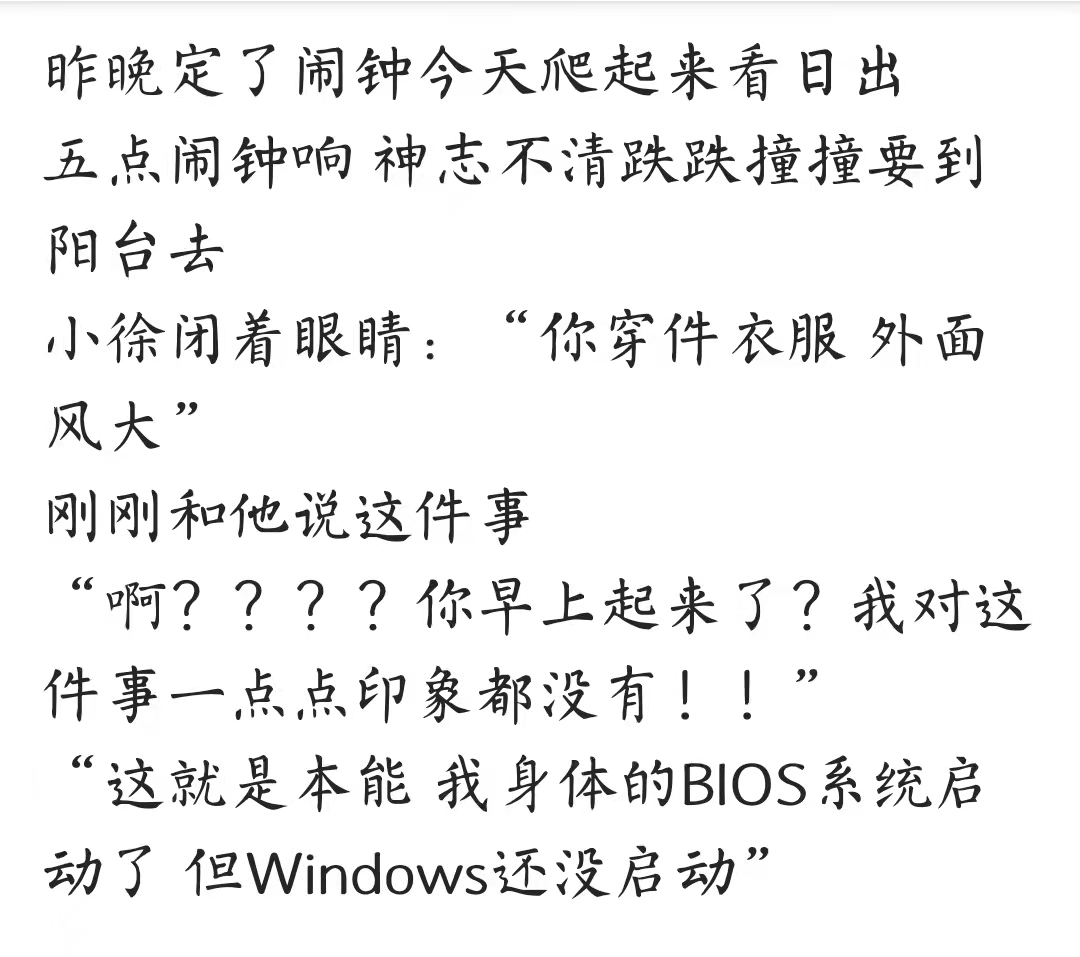 昨晚定了闹钟今天爬起来看日出
五点闹钟响 神志不清跌跌撞撞要到
阳台去
小徐闭着眼睛：“你穿件衣服 外面
风大”
刚刚和他说这件事
“啊？？？？你早上起来了？我对这
件事一点点印象都没有！！”
“这就是本能 我身体的BIOS系统启
动了 但Windows还没启动”